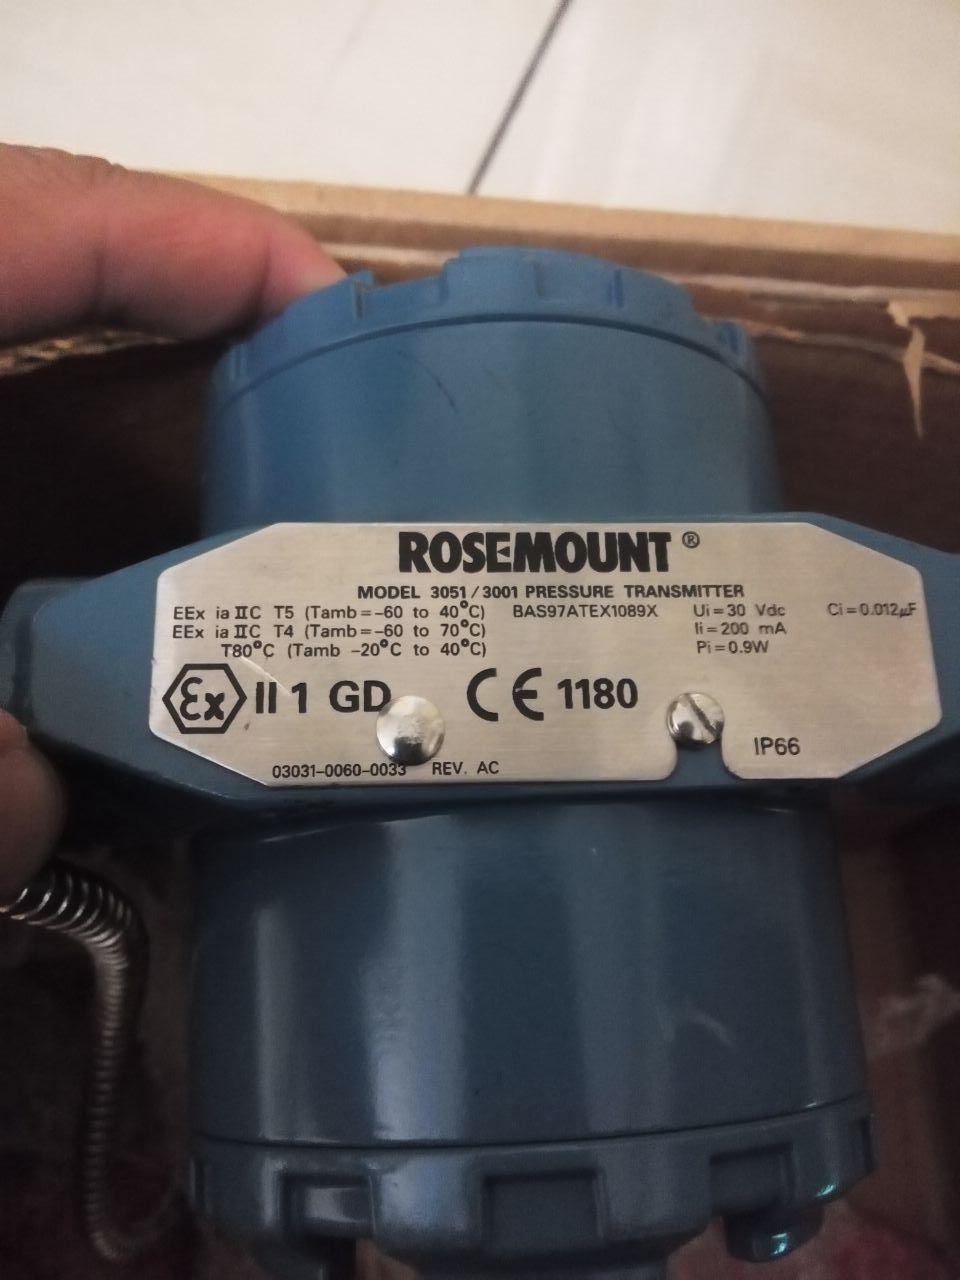 ROSEMOUNT®
MODEL 3051/3001 PRESSURE TRANSMITTER
EEx ia IIC T5 (Tamb=-60 to 40°C) BAS97ATEX1089X Ui=30 Vdc Ci=0.012µF
EEx ia IIC T4 (Tamb=-60 to 70°C) Ii=200 mA
T80°C (Tamb -20°C to 40°C) Pi=0.9W
Ex II 1 GD CE 1180
IP66
03031-0060-0033 REV. AC